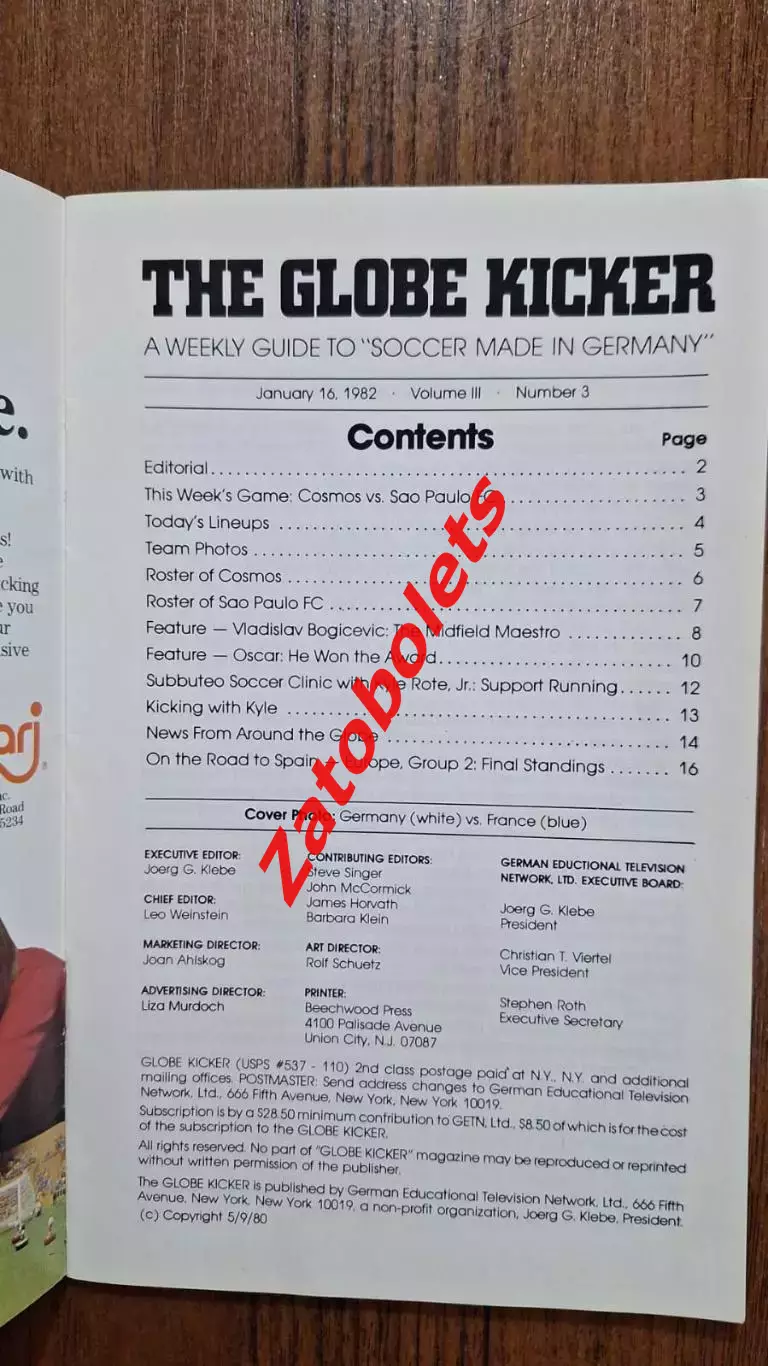 e.
with
s!
e
cking
e you
ur
sive
arj
nc.
Road
5234
THE GLOBE KICKER
A WEEKLY GUIDE TO "SOCCER MADE IN GERMANY"
January 16, 1982 · Volume III · Number 3
Contents Page
Editorial 2
This Week's Game: Cosmos vs. Sao Paulo FC 3
Today's Lineups 4
Team Photos 5
Roster of Cosmos 6
Roster of Sao Paulo FC 7
Feature — Vladislav Bogicevic: The Midfield Maestro 8
Feature — Oscar: He Won the Award 10
Subbuteo Soccer Clinic with Kyle Rote, Jr.: Support Running 12
Kicking with Kyle 13
News From Around the Globe 14
On the Road to Spain — Europe, Group 2: Final Standings 16
Cover Photo: Germany (white) vs. France (blue)
EXECUTIVE EDITOR:
Joerg G. Klebe
CHIEF EDITOR:
Leo Weinstein
MARKETING DIRECTOR:
Joan Ahlskog
ADVERTISING DIRECTOR:
Liza Murdoch
CONTRIBUTING EDITORS:
Steve Singer
John McCormick
James Horvath
Barbara Klein
ART DIRECTOR:
Rolf Schuetz
PRINTER:
Beechwood Press
4100 Palisade Avenue
Union City, N.J. 07087
GERMAN EDUCTIONAL TELEVISION
NETWORK, LTD. EXECUTIVE BOARD:
Joerg G. Klebe
President
Christian T. Viertel
Vice President
Stephen Roth
Executive Secretary
GLOBE KICKER (USPS #537 - 110) 2nd class postage paid at N.Y., N.Y. and additional
mailing offices. POSTMASTER: Send address changes to German Educational Television
Network, Ltd., 666 Fifth Avenue, New York, New York 10019.
Subscription is by a $28.50 minimum contribution to GETN, Ltd., $8.50 of which is for the cost
of the subscription to the GLOBE KICKER.
All rights reserved. No part of "GLOBE KICKER" magazine may be reproduced or reprinted
without written permission of the publisher.
The GLOBE KICKER is published by German Educational Television Network, Ltd., 666 Fifth
Avenue, New York, New York 10019, a non-profit organization, Joerg G. Klebe, President.
(c) Copyright 5/9/80
Zatobolets